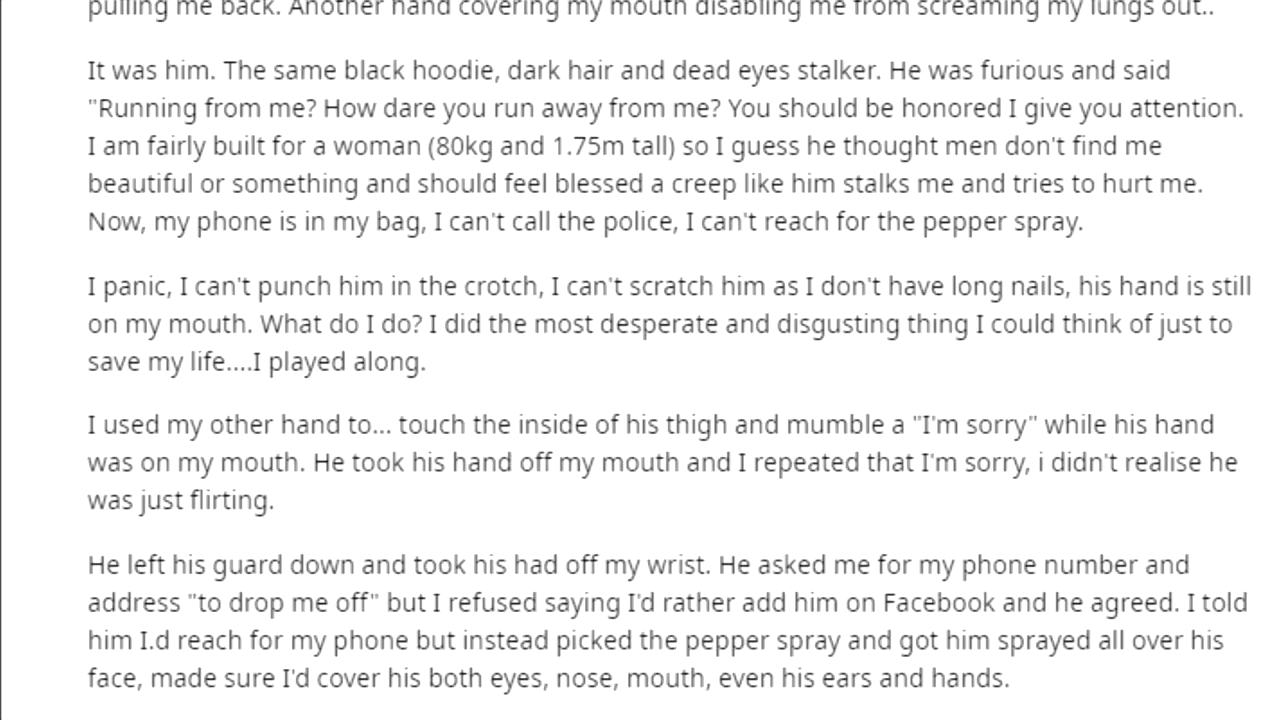 pulling me back. Another hand covering my mouth disabling me from screaming my lungs out..
It was him. The same black hoodie, dark hair and dead eyes stalker. He was furious and said
"Running from me? How dare you run away from me? You should be honored I give you attention.
I am fairly built for a woman (80kg and 1.75m tall) so I guess he thought men don't find me
beautiful or something and should feel blessed a creep like him stalks me and tries to hurt me.
Now, my phone is in my bag, I can't call the police, I can't reach for the pepper spray.
I panic, I can't punch him in the crotch, I can't scratch him as I don't have long nails, his hand is still
on my mouth. What do I do? I did the most desperate and disgusting thing I could think of just to
save my life....I played along.
I used my other hand to... touch the inside of his thigh and mumble a "I'm sorry" while his hand
was on my mouth. He took his hand off my mouth and I repeated that I'm sorry, i didn't realise he
was just flirting.
He left his guard down and took his had off my wrist. He asked me for my phone number and
address "to drop me off" but I refused saying I'd rather add him on Facebook and he agreed. I told
him I.d reach for my phone but instead picked the pepper spray and got him sprayed all over his
face, made sure I'd cover his both eyes, nose, mouth, even his ears and hands.